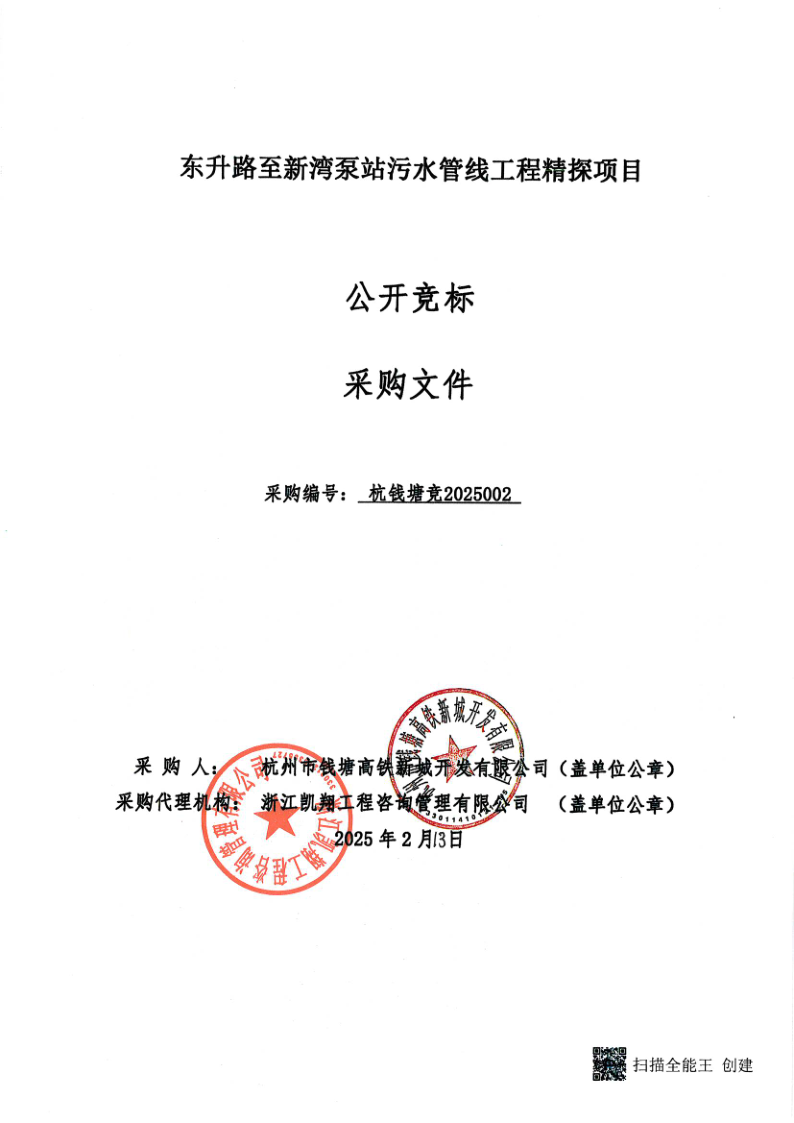 东升路至新湾泵站污水管线工程精探项目
公开竞标
采购文件
采购编号：杭钱塘竞2025002
采 购 人：杭州市钱塘高铁新城开发有限公司（盖单位公章）
采购代理机构：浙江凯翔工程咨询管理有限公司（盖单位公章）
2025 年 2 月13日
扫描全能王 创建